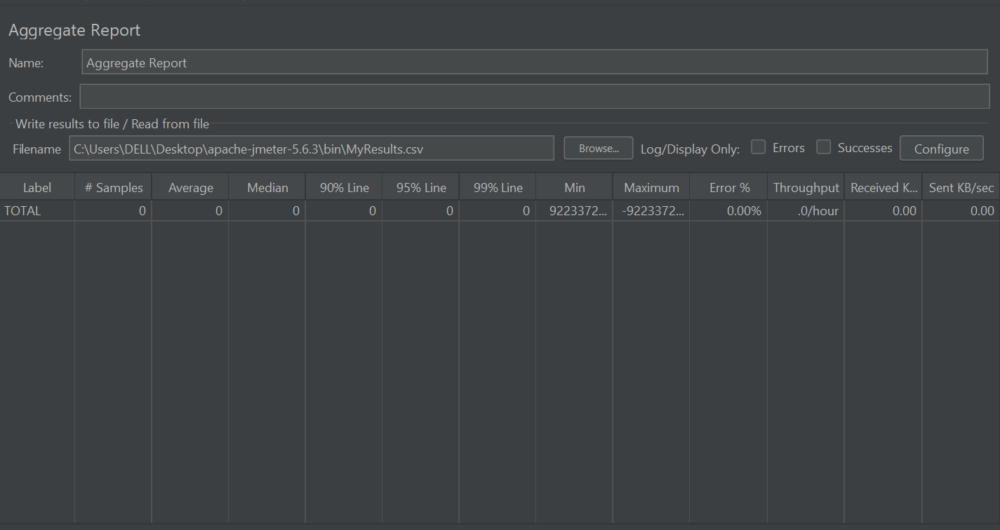 Aggregate Report
Name: Aggregate Report
Comments:
Write results to file / Read from file
Filename C:\Users\DELL\Desktop\apache-jmeter-5.6.3\bin\MyResults.csv Browse... Log/Display Only: Errors Successes Configure
Label # Samples Average Median 90% Line 95% Line 99% Line Min Maximum Error % Throughput Received K... Sent KB/sec
TOTAL 0 0 0 0 0 0 9223372... -9223372... 0.00% .0/hour 0.00 0.00